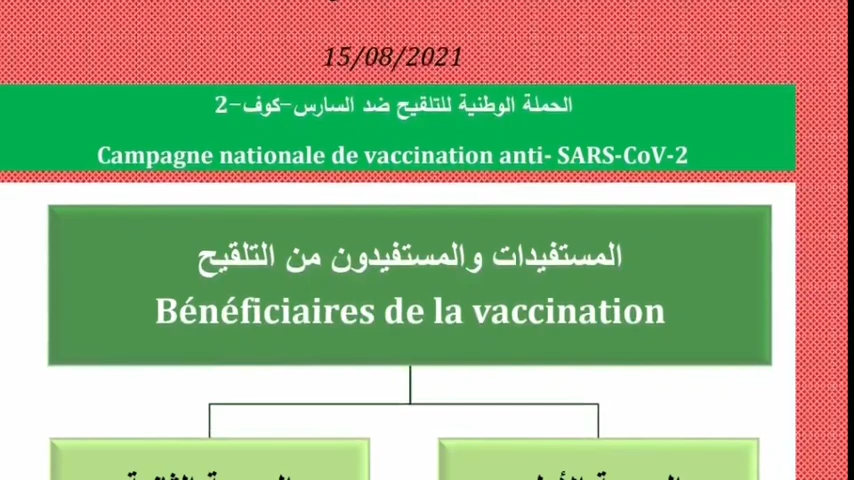 15/08/2021
الحملة الوطنية للتلقيح ضد السارس-كوف-2
Campagne nationale de vaccination anti- SARS-CoV-2
المستفيدات والمستفيدون من التلقيح
Bénéficiaires de la vaccination